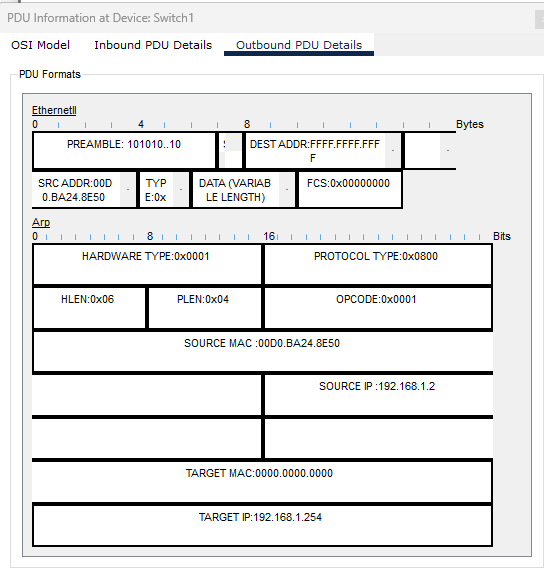 PDU Information at Device: Switch1
OSI Model Inbound PDU Details Outbound PDU Details
PDU Formats
EthernetII
0 4 8 Bytes
PREAMBLE: 101010..10
DEST ADDR:FFFF.FFFF.FFF
F
SRC ADDR:00D
0.BA24.8E50
TYP
E:0x
DATA (VARIAB
LE LENGTH)
FCS:0x00000000
Arp
0 8 16 Bits
HARDWARE TYPE:0x0001 PROTOCOL TYPE:0x0800
HLEN:0x06 PLEN:0x04 OPCODE:0x0001
SOURCE MAC :00D0.BA24.8E50
SOURCE IP :192.168.1.2
TARGET MAC:0000.0000.0000
TARGET IP:192.168.1.254